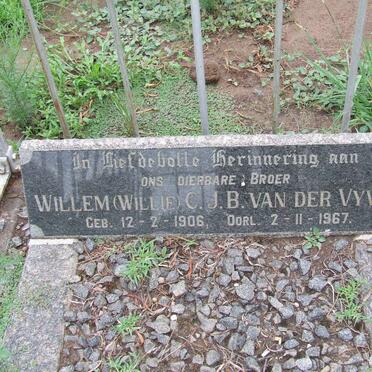 In Liefdevolle Herinnering aan
ONS DIERBARE BROER
WILLEM (WILLIE) C. J. B. VAN DER VYV
GEB. 12-2-1906, OORL. 2-11-1967.